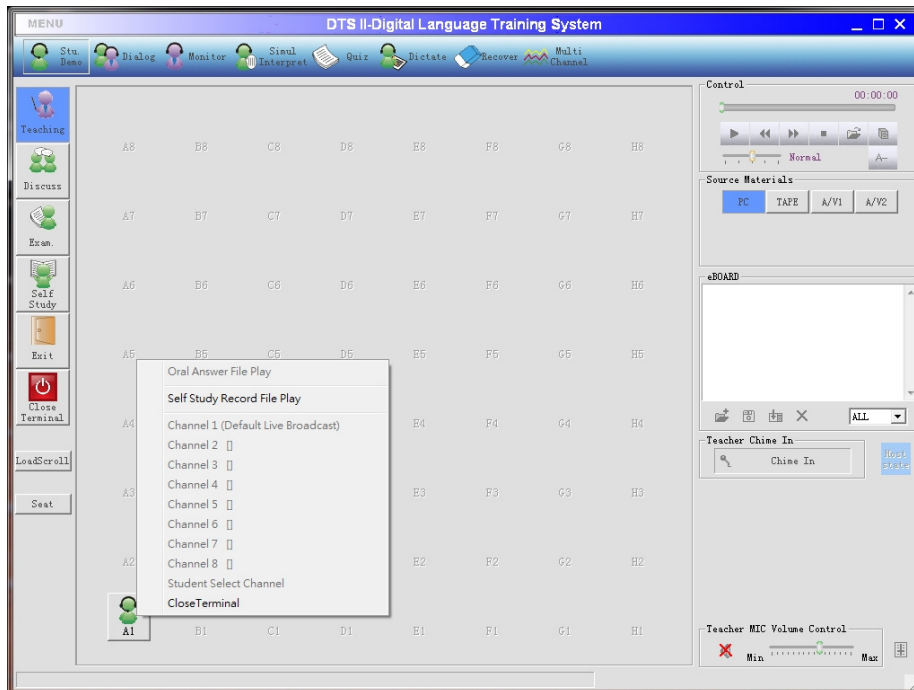 MENU
DTS II-Digital Language Training System
Stu. Demo
Dialog
Monitor
Simul Interpret
Quiz
Dictate
Recover
Multi Channel
Teaching
Discuss
Exam.
Self Study
Exit
Close Terminal
LoadScroll
Seat
A8 B8 C8 D8 E8 F8 G8 H8
A7 B7 C7 D7 E7 F7 G7 H7
A6 B6 C6 D6 E6 F6 G6 H6
A5 B5 C5 D5 E5 F5 G5 H5
A4 E4 F4 G4 H4
A3 E3 F3 G3 H3
A2 E2 F2 G2 H2
A1 B1 C1 D1 E1 F1 G1 H1
Oral Answer File Play
Self Study Record File Play
Channel 1 (Default Live Broadcast)
Channel 2 []
Channel 3 []
Channel 4 []
Channel 5 []
Channel 6 []
Channel 7 []
Channel 8 []
Student Select Channel
CloseTerminal
Control
00:00:00
Normal
A-
Source Materials
PC TAPE A/V1 A/V2
eBOARD
ALL
Teacher Chime In
Chime In
Host state
Teacher MIC Volume Control
Min Max